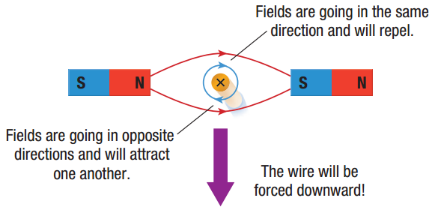 Fields are going in the same
direction and will repel.
S N × S N
Fields are going in opposite
directions and will attract
one another.
The wire will be
forced downward!